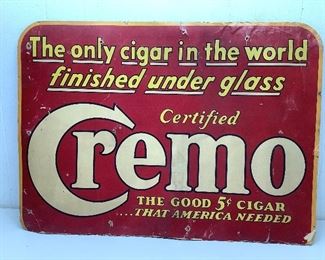 The only cigar in the world
finished under glass
Certified
Cremo
THE GOOD 5¢ CIGAR
....THAT AMERICA NEEDED